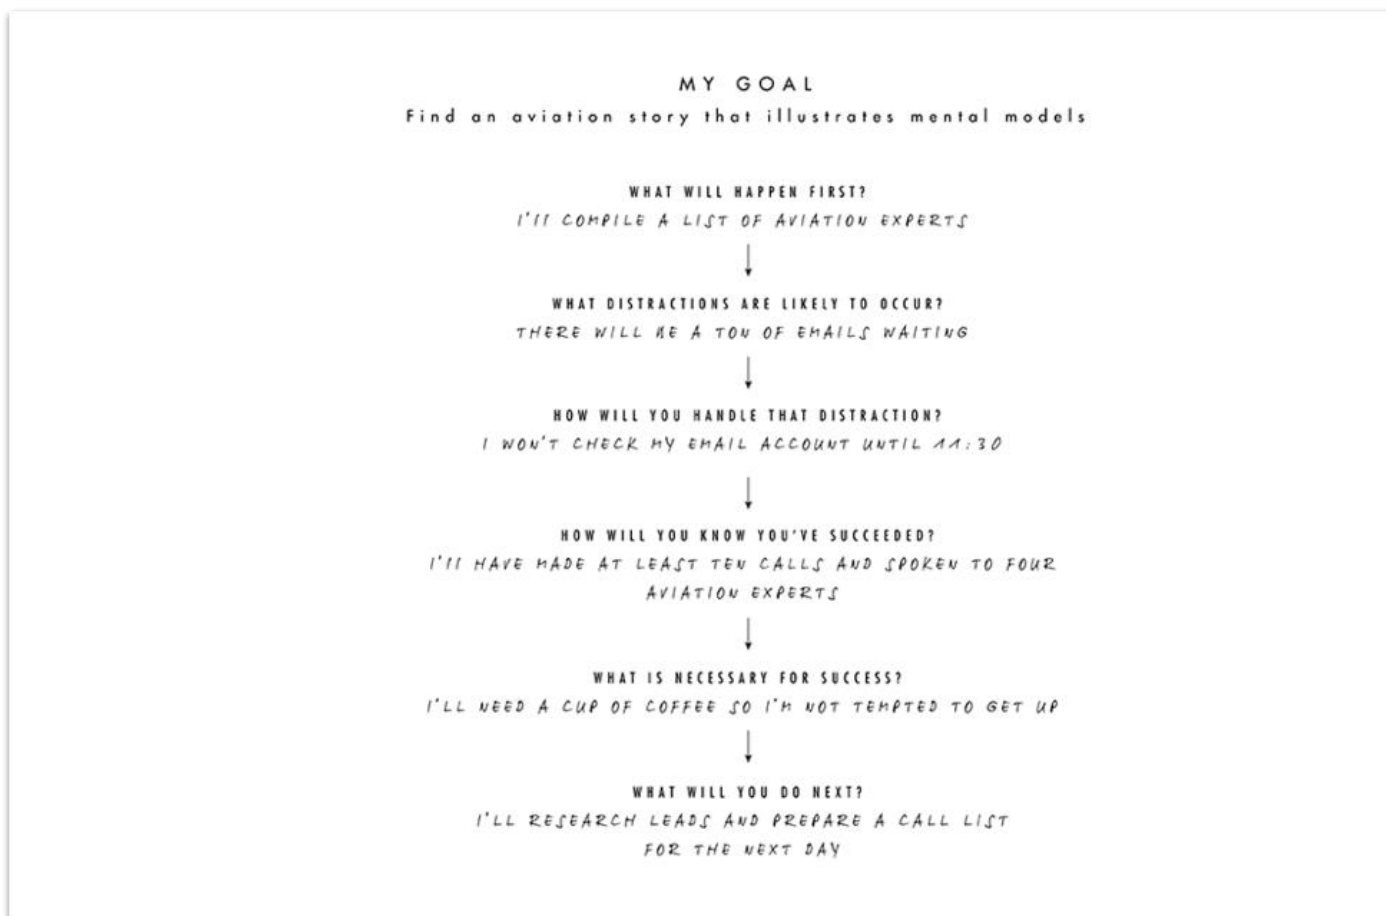 MY GOAL
Find an aviation story that illustrates mental models
WHAT WILL HAPPEN FIRST?
I'll COMPILE A LIST OF AVIATION EXPERTS
WHAT DISTRACTIONS ARE LIKELY TO OCCUR?
THERE WILL BE A TON OF EMAILS WAITING
HOW WILL YOU HANDLE THAT DISTRACTION?
I WON'T CHECK MY EMAIL ACCOUNT UNTIL 11:30
HOW WILL YOU KNOW YOU'VE SUCCEEDED?
I'll HAVE MADE AT LEAST TEN CALLS AND SPOKEN TO FOUR
AVIATION EXPERTS
WHAT IS NECESSARY FOR SUCCESS?
I'LL NEED A CUP OF COFFEE SO I'M NOT TEMPTED TO GET UP
WHAT WILL YOU DO NEXT?
I'LL RESEARCH LEADS AND PREPARE A CALL LIST
FOR THE NEXT DAY